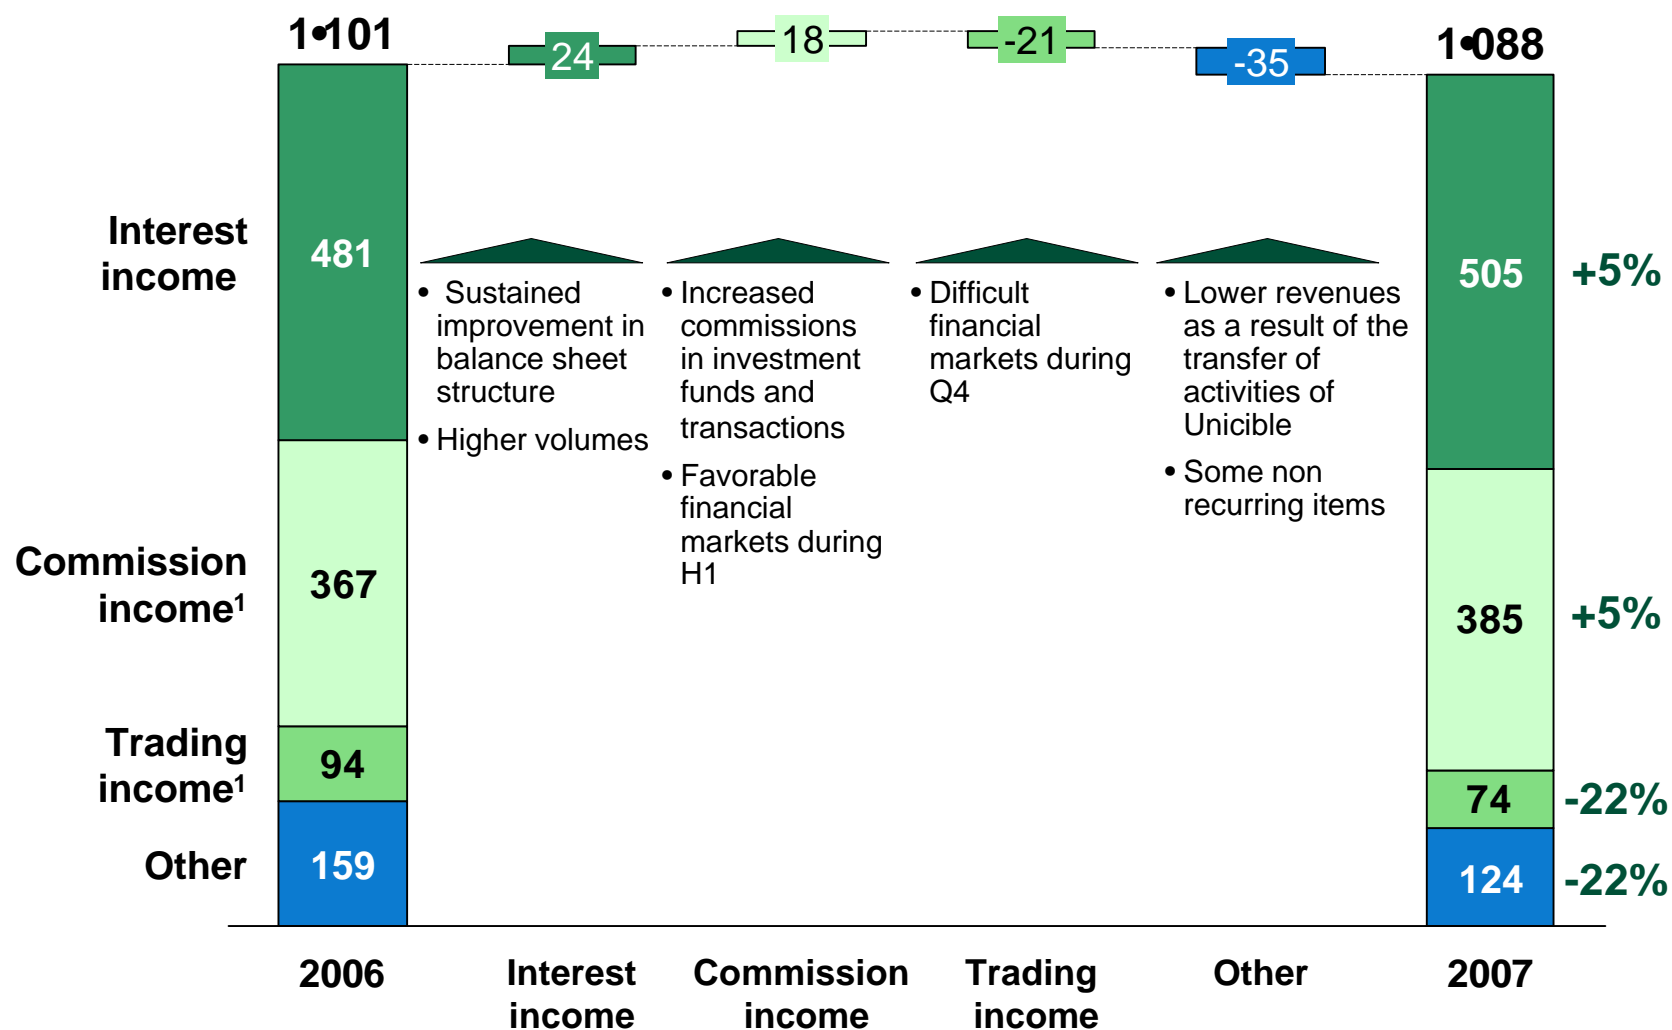 1•101
24
18
-21
-35
1•088
Interest
income
481
505
+5%
• Sustained
improvement in
balance sheet
structure
• Higher volumes
• Increased
commissions
in investment
funds and
transactions
• Favorable
financial
markets during
H1
• Difficult
financial
markets during
Q4
• Lower revenues
as a result of the
transfer of
activities of
Unicible
• Some non
recurring items
Commission
income¹
367
385
+5%
Trading
income¹
94
74
-22%
Other
159
124
-22%
2006
Interest
income
Commission
income
Trading
income
Other
2007